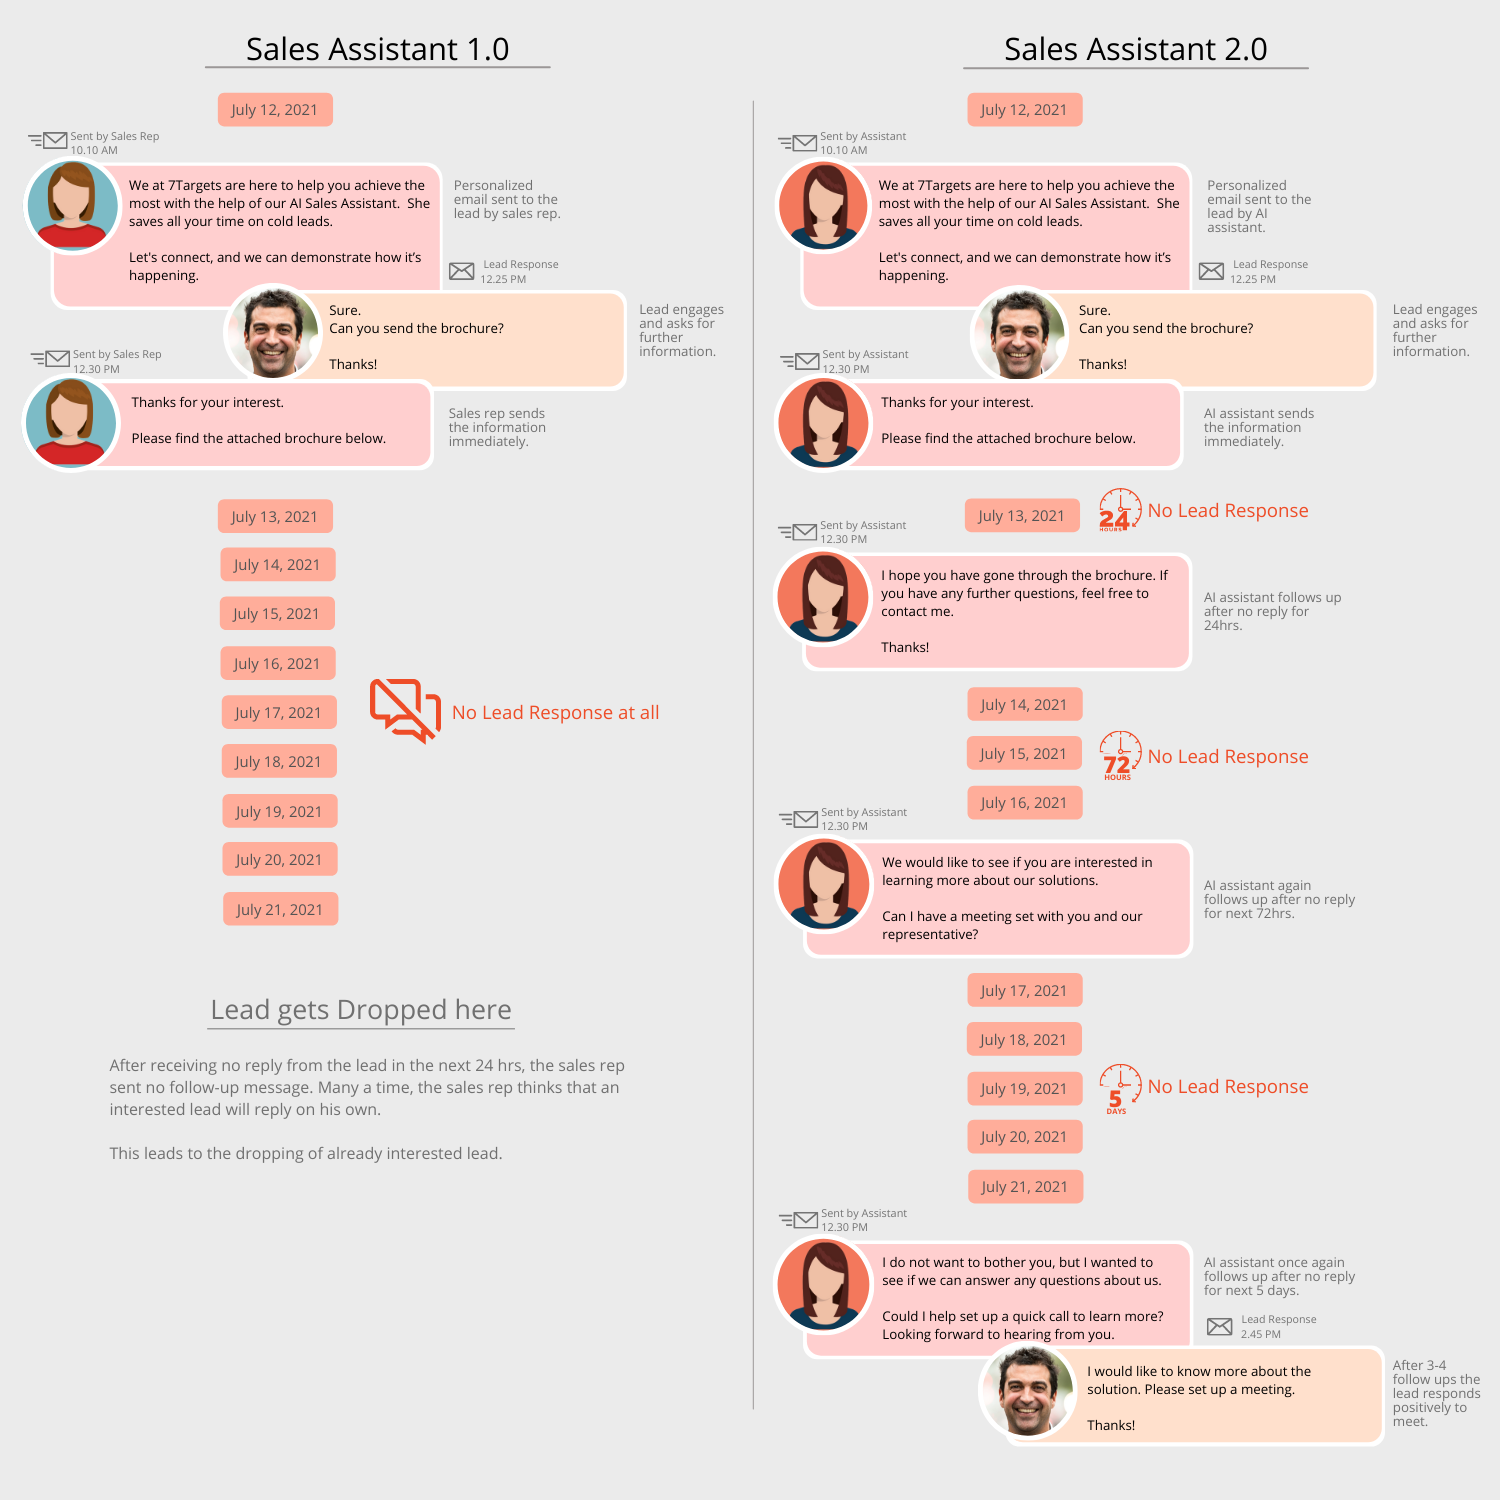 Sales Assistant 1.0
July 12, 2021
Sent by Sales Rep
10.10 AM
We at 7Targets are here to help you achieve the
most with the help of our AI Sales Assistant.  She
saves all your time on cold leads.
Let's connect, and we can demonstrate how it's
happening.
Personalized
email sent to the
lead by sales rep.
Lead Response
12.25 PM
Sure.
Can you send the brochure?
Thanks!
Lead engages
and asks for
further
information.
Sent by Sales Rep
12.30 PM
Thanks for your interest.
Please find the attached brochure below.
Sales rep sends
the information
immediately.
July 13, 2021
July 14, 2021
July 15, 2021
July 16, 2021
July 17, 2021
No Lead Response at all
July 18, 2021
July 19, 2021
July 20, 2021
July 21, 2021
Lead gets Dropped here
After receiving no reply from the lead in the next 24 hrs, the sales rep
sent no follow-up message. Many a time, the sales rep thinks that an
interested lead will reply on his own.
This leads to the dropping of already interested lead.
Sales Assistant 2.0
July 12, 2021
Sent by Assistant
10.10 AM
We at 7Targets are here to help you achieve the
most with the help of our AI Sales Assistant.  She
saves all your time on cold leads.
Let's connect, and we can demonstrate how it's
happening.
Personalized
email sent to the
lead by AI
assistant.
Lead Response
12.25 PM
Sure.
Can you send the brochure?
Thanks!
Lead engages
and asks for
further
information.
Sent by Assistant
12.30 PM
Thanks for your interest.
Please find the attached brochure below.
AI assistant sends
the information
immediately.
July 13, 2021
24
HOURS
No Lead Response
Sent by Assistant
12.30 PM
I hope you have gone through the brochure. If
you have any further questions, feel free to
contact me.
Thanks!
AI assistant follows up
after no reply for
24hrs.
July 14, 2021
July 15, 2021
72
HOURS
No Lead Response
July 16, 2021
Sent by Assistant
12.30 PM
We would like to see if you are interested in
learning more about our solutions.
Can I have a meeting set with you and our
representative?
AI assistant again
follows up after no reply
for next 72hrs.
July 17, 2021
July 18, 2021
July 19, 2021
5
DAYS
No Lead Response
July 20, 2021
July 21, 2021
Sent by Assistant
12.30 PM
I do not want to bother you, but I wanted to
see if we can answer any questions about us.
Could I help set up a quick call to learn more?
Looking forward to hearing from you.
AI assistant once again
follows up after no reply
for next 5 days.
Lead Response
2.45 PM
I would like to know more about the
solution. Please set up a meeting.
Thanks!
After 3-4
follow ups the
lead responds
positively to
meet.